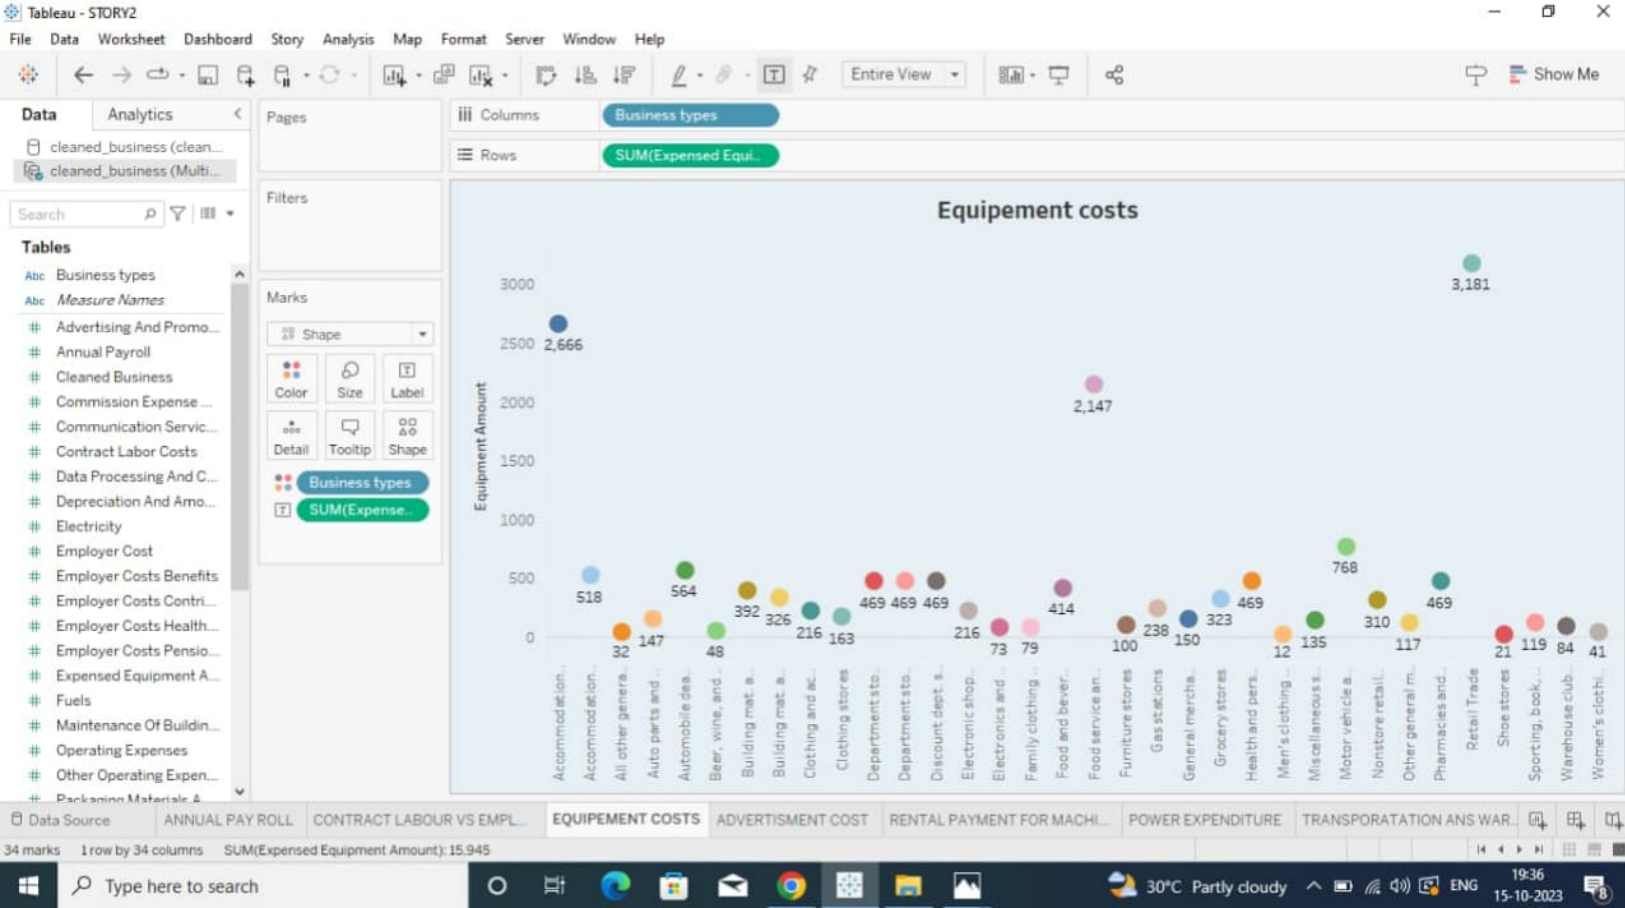 Tableau - STORY2
File Data Worksheet Dashboard Story Analysis Map Format Server Window Help
Entire View
Show Me
Data Analytics
cleaned_business (clean...
cleaned_business (Multi...
Search
Tables
Abc Business types
Abc Measure Names
# Advertising And Promo...
# Annual Payroll
# Cleaned Business
# Commission Expense ...
# Communication Servic...
# Contract Labor Costs
# Data Processing And C...
# Depreciation And Amo...
# Electricity
# Employer Cost
# Employer Costs Benefits
# Employer Costs Contri...
# Employer Costs Health...
# Employer Costs Pensio...
# Expensed Equipment A...
# Fuels
# Maintenance Of Buildin...
# Operating Expenses
# Other Operating Expen...
# Packaging Materials A
Pages
Filters
Marks
Shape
Color Size Label
Detail Tooltip Shape
Business types
SUM(Expense..
Columns Business types
Rows SUM(Expensed Equi..
Equipement costs
Equipment Amount
3000
2500
2000
1500
1000
500
0
2,666
518
32
147
564
48
392
326
216
163
469
469
469
216
73
79
414
2,147
100
238
150
323
469
12
135
768
310
117
469
3,181
21
119
84
41
Accommodation..
Accommodation..
All other genera..
Auto parts and ..
Automobile dea..
Beer, wine, and ..
Building mat. a..
Building mat. a..
Clothing and ac..
Clothing stores
Department sto..
Department sto..
Discount dept. s..
Electronic shop..
Electronics and ..
Family clothing ..
Food and bever..
Food service an..
Furniture stores
Gas stations
General mercha..
Grocery stores
Health and pers..
Men's clothing ..
Miscellaneous s..
Motor vehicle a..
Nonstore retail..
Other general m..
Pharmacies and..
Retail Trade
Shoe stores
Sporting, book, ..
Warehouse club..
Women's clothi..
Data Source ANNUAL PAY ROLL CONTRACT LABOUR VS EMPL... EQUIPEMENT COSTS ADVERTISMENT COST RENTAL PAYMENT FOR MACHI... POWER EXPENDITURE TRANSPORATATION ANS WAR..
34 marks 1 row by 34 columns SUM(Expensed Equipment Amount): 15,945
Type here to search
30°C Partly cloudy
ENG
19:36
15-10-2023
8